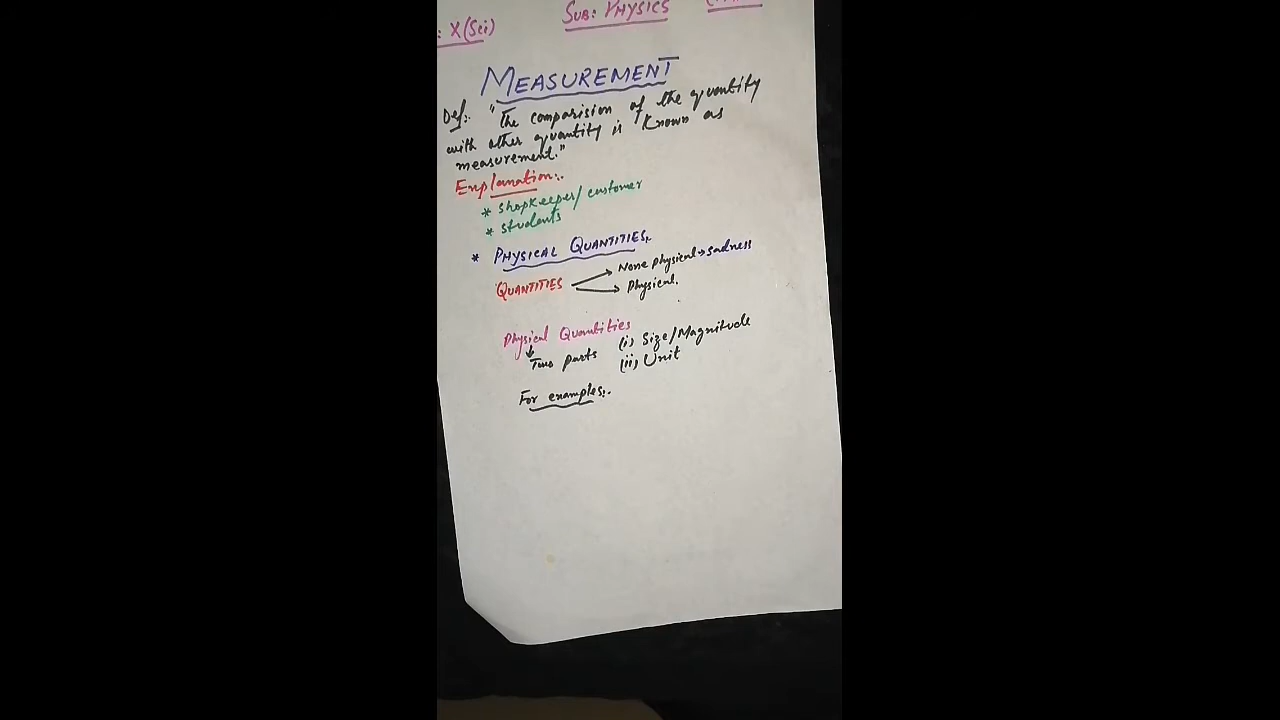 : X(Sci)
SUB: PHYSICS
MEASUREMENT
Def:. "The comparision of the quantity
with other quantity is known as
measurement."
Explanation:.
* shopkeeper/customer
* students
* PHYSICAL QUANTITIES:.
QUANTITIES
None physical → sadness
Physical.
Physical Quantities
↓ Two parts
(i) Size/Magnitude
(ii) Unit
For examples:.